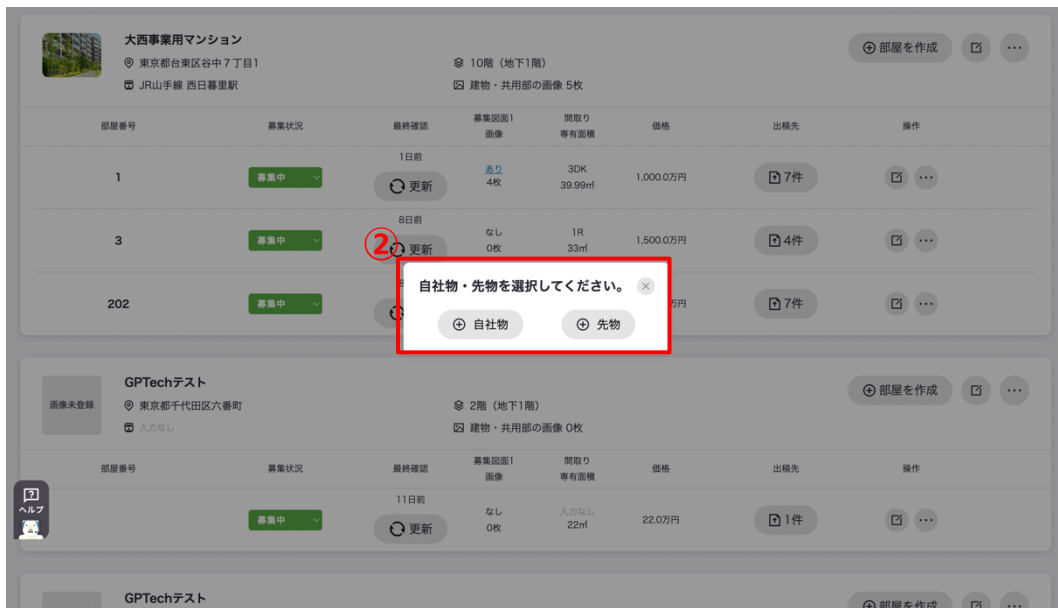 大西事業用マンション
部屋を作成
東京都台東区谷中7丁目1
10階（地下1階）
JR山手線 西日暮里駅
建物・共用部の画像 5枚
部屋番号 募集状況 最終確認 募集図面1 画像 間取り 専有面積 価格 出稿先 操作
1 募集中 1日前 更新 あり 4枚 3DK 39.99㎡ 1,000.0万円 7件
3 募集中 8日前 更新 なし 0枚 1R 33㎡ 1,500.0万円 4件
②
202 募集中 万円 7件
自社物・先物を選択してください。
自社物 先物
GPTechテスト
部屋を作成
画像未登録
東京都千代田区六番町
2階（地下1階）
入力なし
建物・共用部の画像 0枚
部屋番号 募集状況 最終確認 募集図面1 画像 間取り 専有面積 価格 出稿先 操作
募集中 11日前 更新 なし 0枚 入力なし 22㎡ 22.0万円 1件
ヘルプ
GPTechテスト
部屋を作成